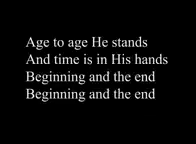 Age to age He stands
And time is in His hands
Beginning and the end
Beginning and the end